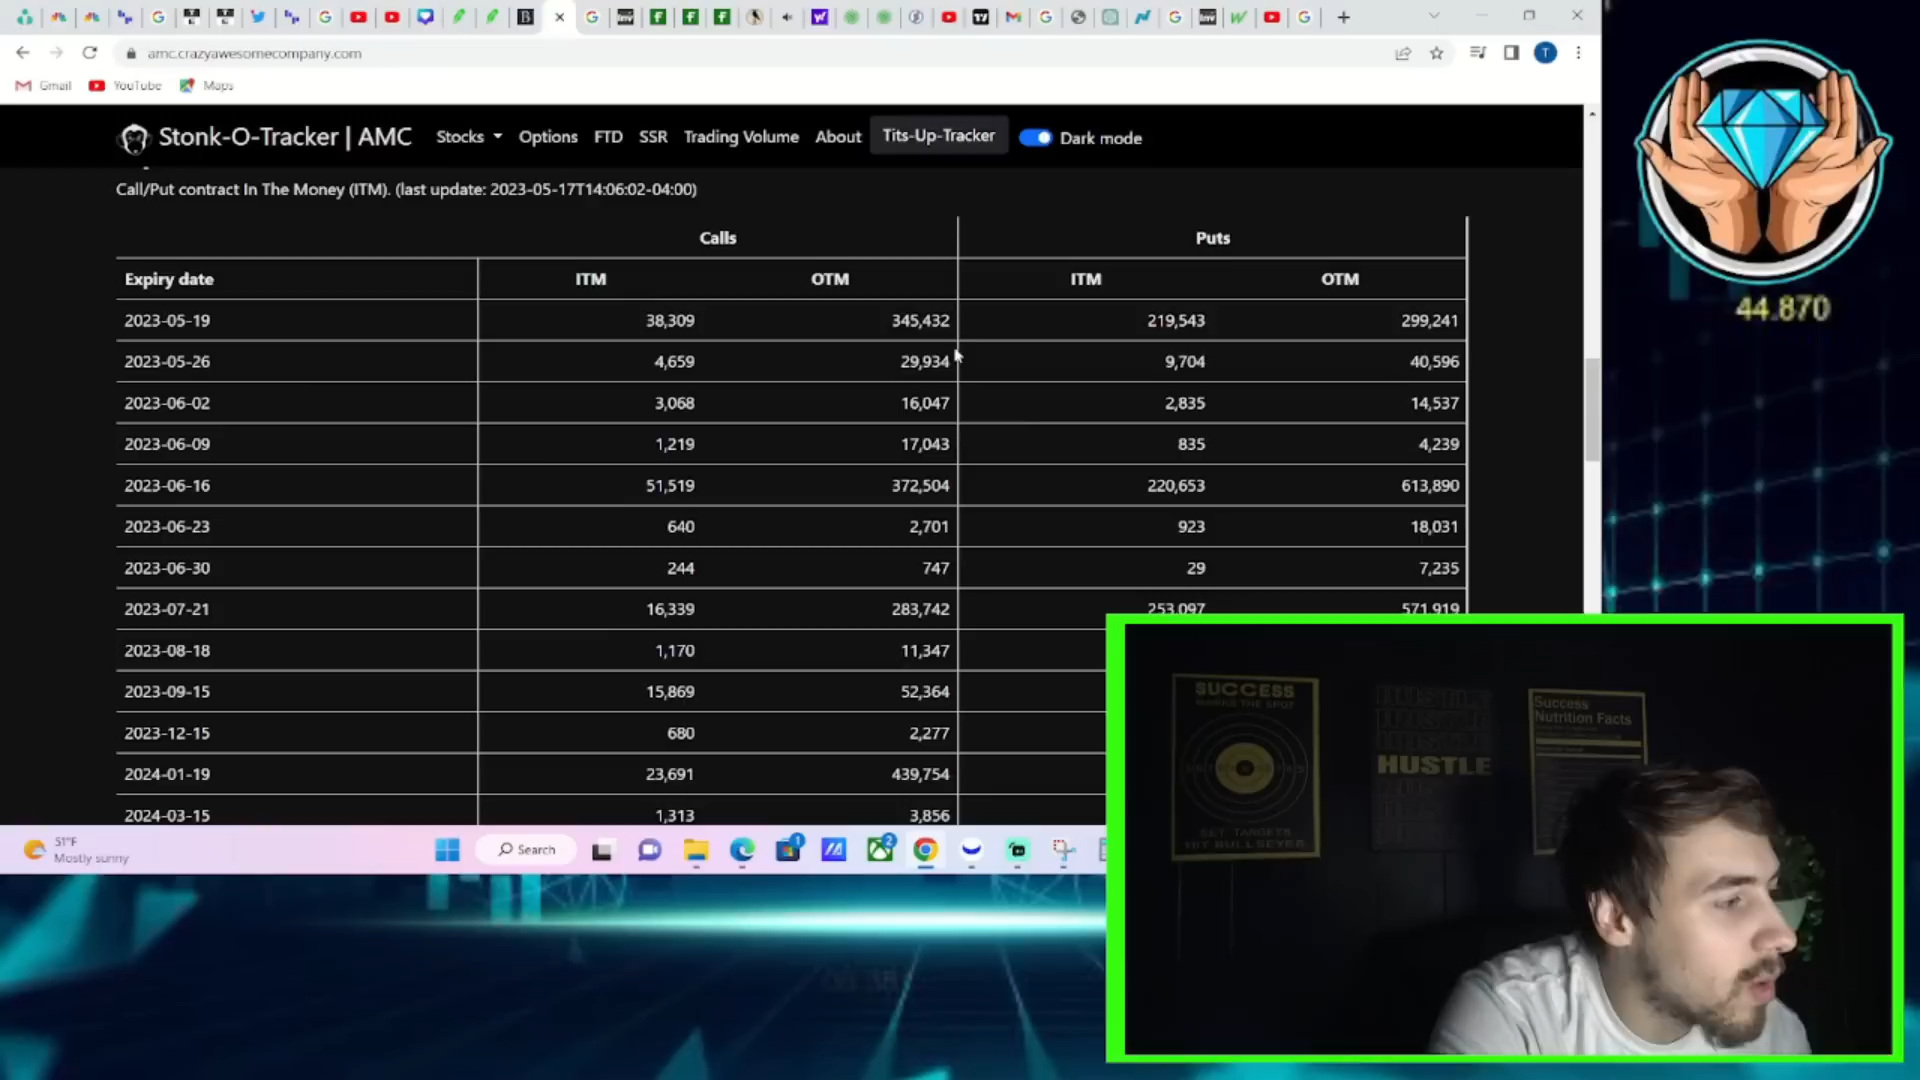 amc.crazyawesomecompany.com
T
Gmail YouTube Maps
Stonk-O-Tracker | AMC Stocks Options FTD SSR Trading Volume About Tits-Up-Tracker Dark mode
Call/Put contract In The Money (ITM). (last update: 2023-05-17T14:06:02-04:00)
Calls Puts
Expiry date ITM OTM ITM OTM
2023-05-19 38,309 345,432 219,543 299,241
2023-05-26 4,659 29,934 9,704 40,596
2023-06-02 3,068 16,047 2,835 14,537
2023-06-09 1,219 17,043 835 4,239
2023-06-16 51,519 372,504 220,653 613,890
2023-06-23 640 2,701 923 18,031
2023-06-30 244 747 29 7,235
2023-07-21 16,339 283,742 253,097 571,919
2023-08-18 1,170 11,347
2023-09-15 15,869 52,364
2023-12-15 680 2,277
2024-01-19 23,691 439,754
2024-03-15 1,313 3,856
44.870
SUCCESS
HUSTLE
Success
Nutrition Facts
SET TARGETS
HIT BULLSEYES
51°F
Mostly sunny
Search